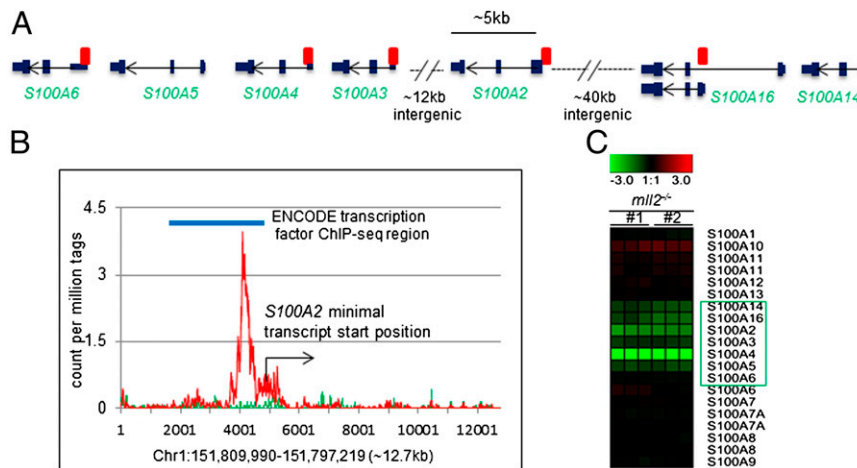 A
~5kb
S100A6
S100A5
S100A4
S100A3
~12kb
intergenic
S100A2
~40kb
intergenic
S100A16
S100A14
B
count per million tags
4.5
3
1.5
0
ENCODE transcription
factor ChIP-seq region
S100A2 minimal
transcript start position
1 2001 4001 6001 8001 10001 12001
Chr1:151,809,990-151,797,219 (~12.7kb)
C
-3.0 1:1 3.0
mll2-/-
#1 #2
S100A1
S100A10
S100A11
S100A11
S100A12
S100A13
S100A14
S100A16
S100A2
S100A3
S100A4
S100A5
S100A6
S100A6
S100A7
S100A7A
S100A7A
S100A8
S100A8
S100A9